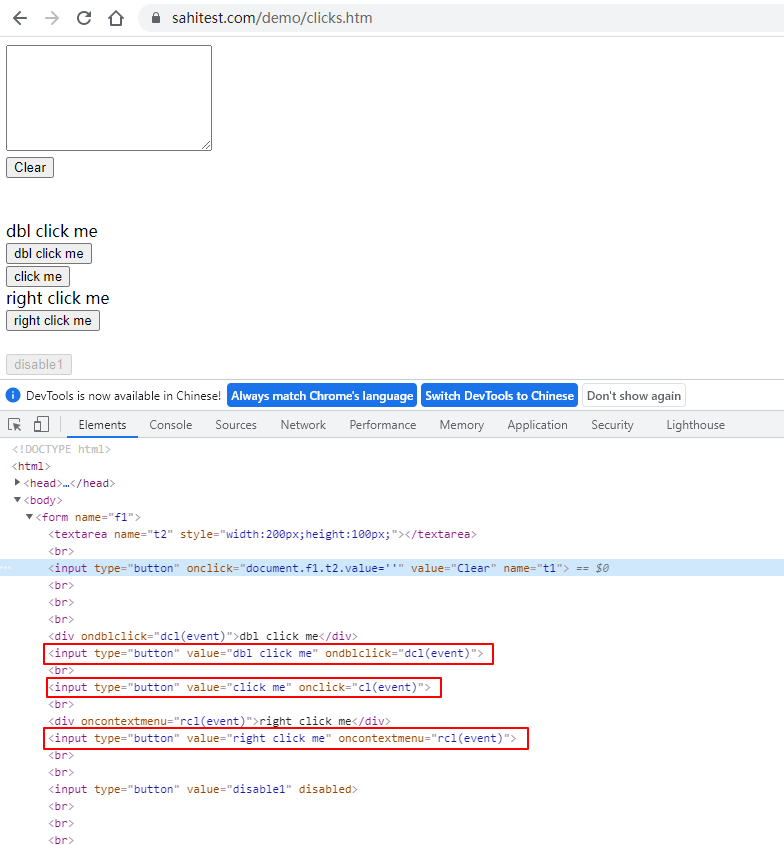 sahitest.com/demo/clicks.htm
Clear
dbl click me
dbl click me
click me
right click me
right click me
disable1
DevTools is now available in Chinese! Always match Chrome's language Switch DevTools to Chinese Don't show again
Elements Console Sources Network Performance Memory Application Security Lighthouse
<!DOCTYPE html>
<html>
<head>…</head>
<body>
<form name="f1">
<textarea name="t2" style="width:200px;height:100px;"></textarea>
<br>
<input type="button" onclick="document.f1.t2.value=''" value="Clear" name="t1"> == $0
<br>
<br>
<br>
<div ondblclick="dcl(event)">dbl click me</div>
<input type="button" value="dbl click me" ondblclick="dcl(event)">
<br>
<input type="button" value="click me" onclick="cl(event)">
<br>
<div oncontextmenu="rcl(event)">right click me</div>
<input type="button" value="right click me" oncontextmenu="rcl(event)">
<br>
<br>
<input type="button" value="disable1" disabled>
<br>
<br>
<br>